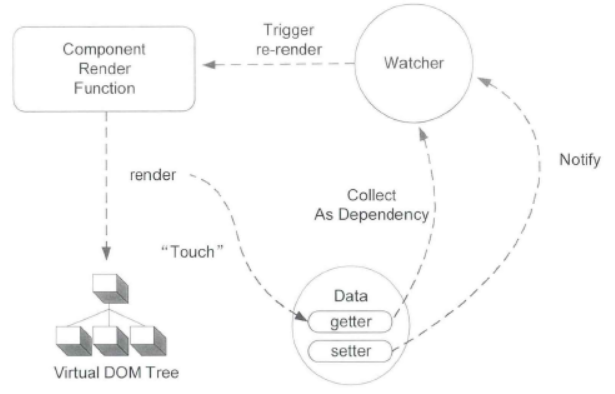 Component
Render
Function
Trigger
re-render
Watcher
render
Collect
As Dependency
Notify
“Touch”
Data
getter
setter
Virtual DOM Tree